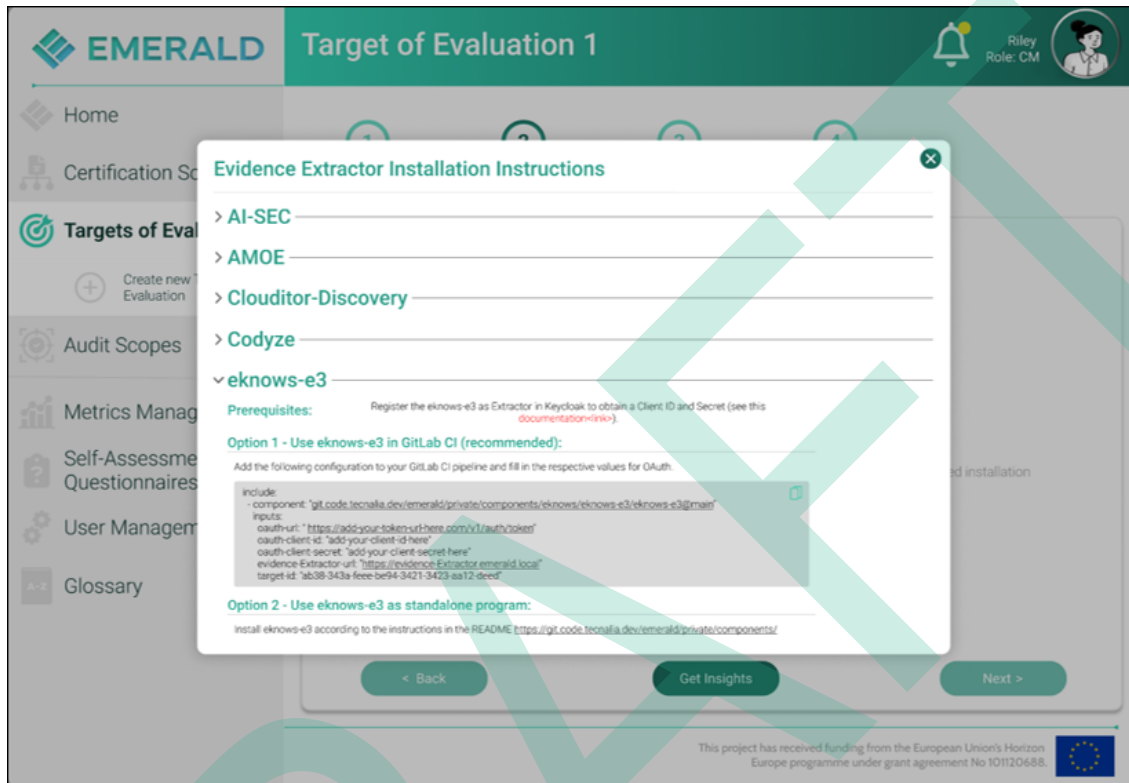 EMERALD
Target of Evaluation 1
Riley
Role: CM
Home
Certification Sc
Targets of Eval
Create new T
Evaluation
Audit Scopes
Metrics Manag
Self-Assessme
Questionnaires
User Managem
Glossary
1
2
3
4
Evidence Extractor Installation Instructions
AI-SEC
AMOE
Clouditor-Discovery
Codyze
eknows-e3
Prerequisites:
Register the eknows-e3 as Extractor in Keycloak to obtain a Client ID and Secret (see this
documentation<link>).
Option 1 - Use eknows-e3 in GitLab CI (recommended):
Add the following configuration to your GitLab CI pipeline and fill in the respective values for OAuth.
include:
- component: "git.code.tecnalia.dev/emerald/private/components/eknows/eknows-e3/eknows-e3@main"
inputs:
oauth-url: " https://add-your-token-url-here.com/v1/auth/token"
oauth-client-id: "add-your-client-id-here"
oauth-client-secret: "add-your-client-secret-here"
evidence-Extractor-url: "https://evidence-Extractor.emerald.local"
target-id: "ab38-343a-feee-be94-3421-3423-aa12-deed"
Option 2 - Use eknows-e3 as standalone program:
Install eknows-e3 according to the instructions in the README https://git.code.tecnalia.dev/emerald/private/components/
ed installation
< Back
Get Insights
Next >
This project has received funding from the European Union's Horizon
Europe programme under grant agreement No 101120688.